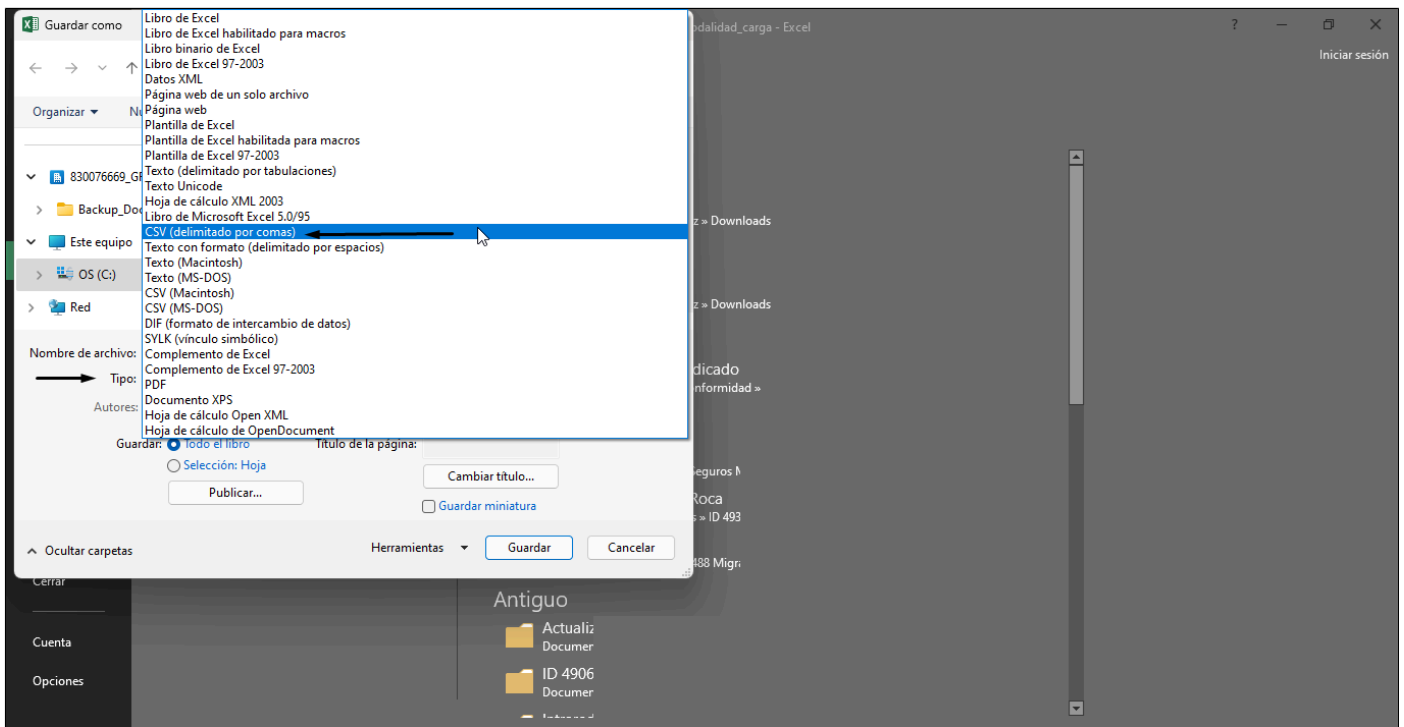 Guardar como
odalidad_carga - Excel
?
Iniciar sesión
Organizar
Libro de Excel
Libro de Excel habilitado para macros
Libro binario de Excel
Libro de Excel 97-2003
Datos XML
Página web de un solo archivo
Página web
Plantilla de Excel
Plantilla de Excel habilitada para macros
Plantilla de Excel 97-2003
Texto (delimitado por tabulaciones)
Texto Unicode
Hoja de cálculo XML 2003
Libro de Microsoft Excel 5.0/95
CSV (delimitado por comas)
Texto con formato (delimitado por espacios)
Texto (Macintosh)
Texto (MS-DOS)
CSV (Macintosh)
CSV (MS-DOS)
DIF (formato de intercambio de datos)
SYLK (vínculo simbólico)
Complemento de Excel
Complemento de Excel 97-2003
PDF
Documento XPS
Hoja de cálculo Open XML
Hoja de cálculo de OpenDocument
830076669_GF
Backup_Doc
Este equipo
OS (C:)
Red
Nombre de archivo:
Tipo:
Autores:
Guardar: Todo el libro
Título de la página:
Selección: Hoja
Publicar...
Cambiar título...
Guardar miniatura
Ocultar carpetas
Herramientas
Guardar
Cancelar
z » Downloads
z » Downloads
dicado
nformidad »
eguros
Roca
s » ID 493
488 Migra
Cerrar
Cuenta
Opciones
Antiguo
Actualiz
Documer
ID 4906
Documer